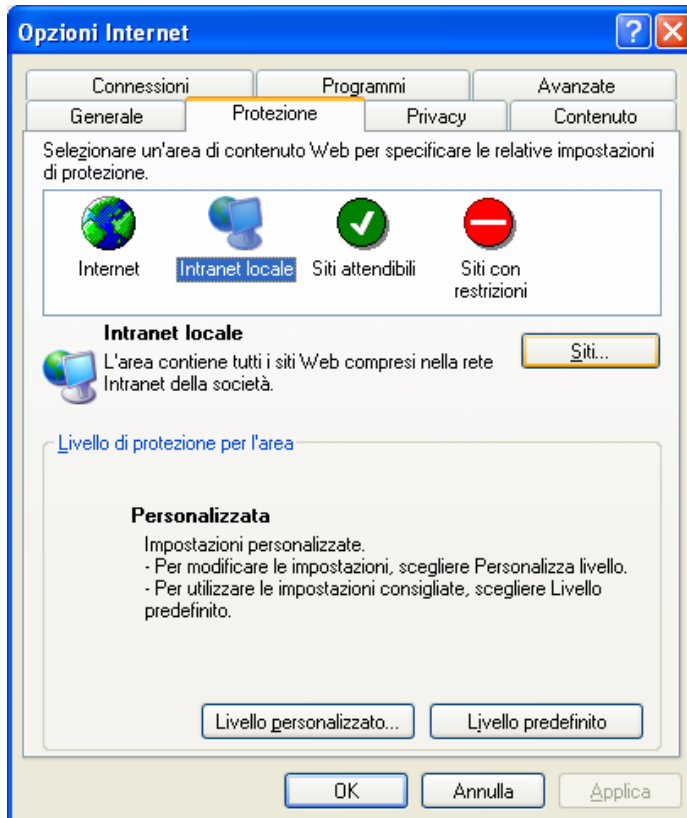 Opzioni Internet
Connessioni Programmi Avanzate
Generale Protezione Privacy Contenuto
Selezionare un'area di contenuto Web per specificare le relative impostazioni
di protezione.
Internet Intranet locale Siti attendibili Siti con
restrizioni
Intranet locale
L'area contiene tutti i siti Web compresi nella rete
Intranet della società.
Siti...
Livello di protezione per l'area
Personalizzata
Impostazioni personalizzate.
- Per modificare le impostazioni, scegliere Personalizza livello.
- Per utilizzare le impostazioni consigliate, scegliere Livello
predefinito.
Livello personalizzato... Livello predefinito
OK Annulla Applica